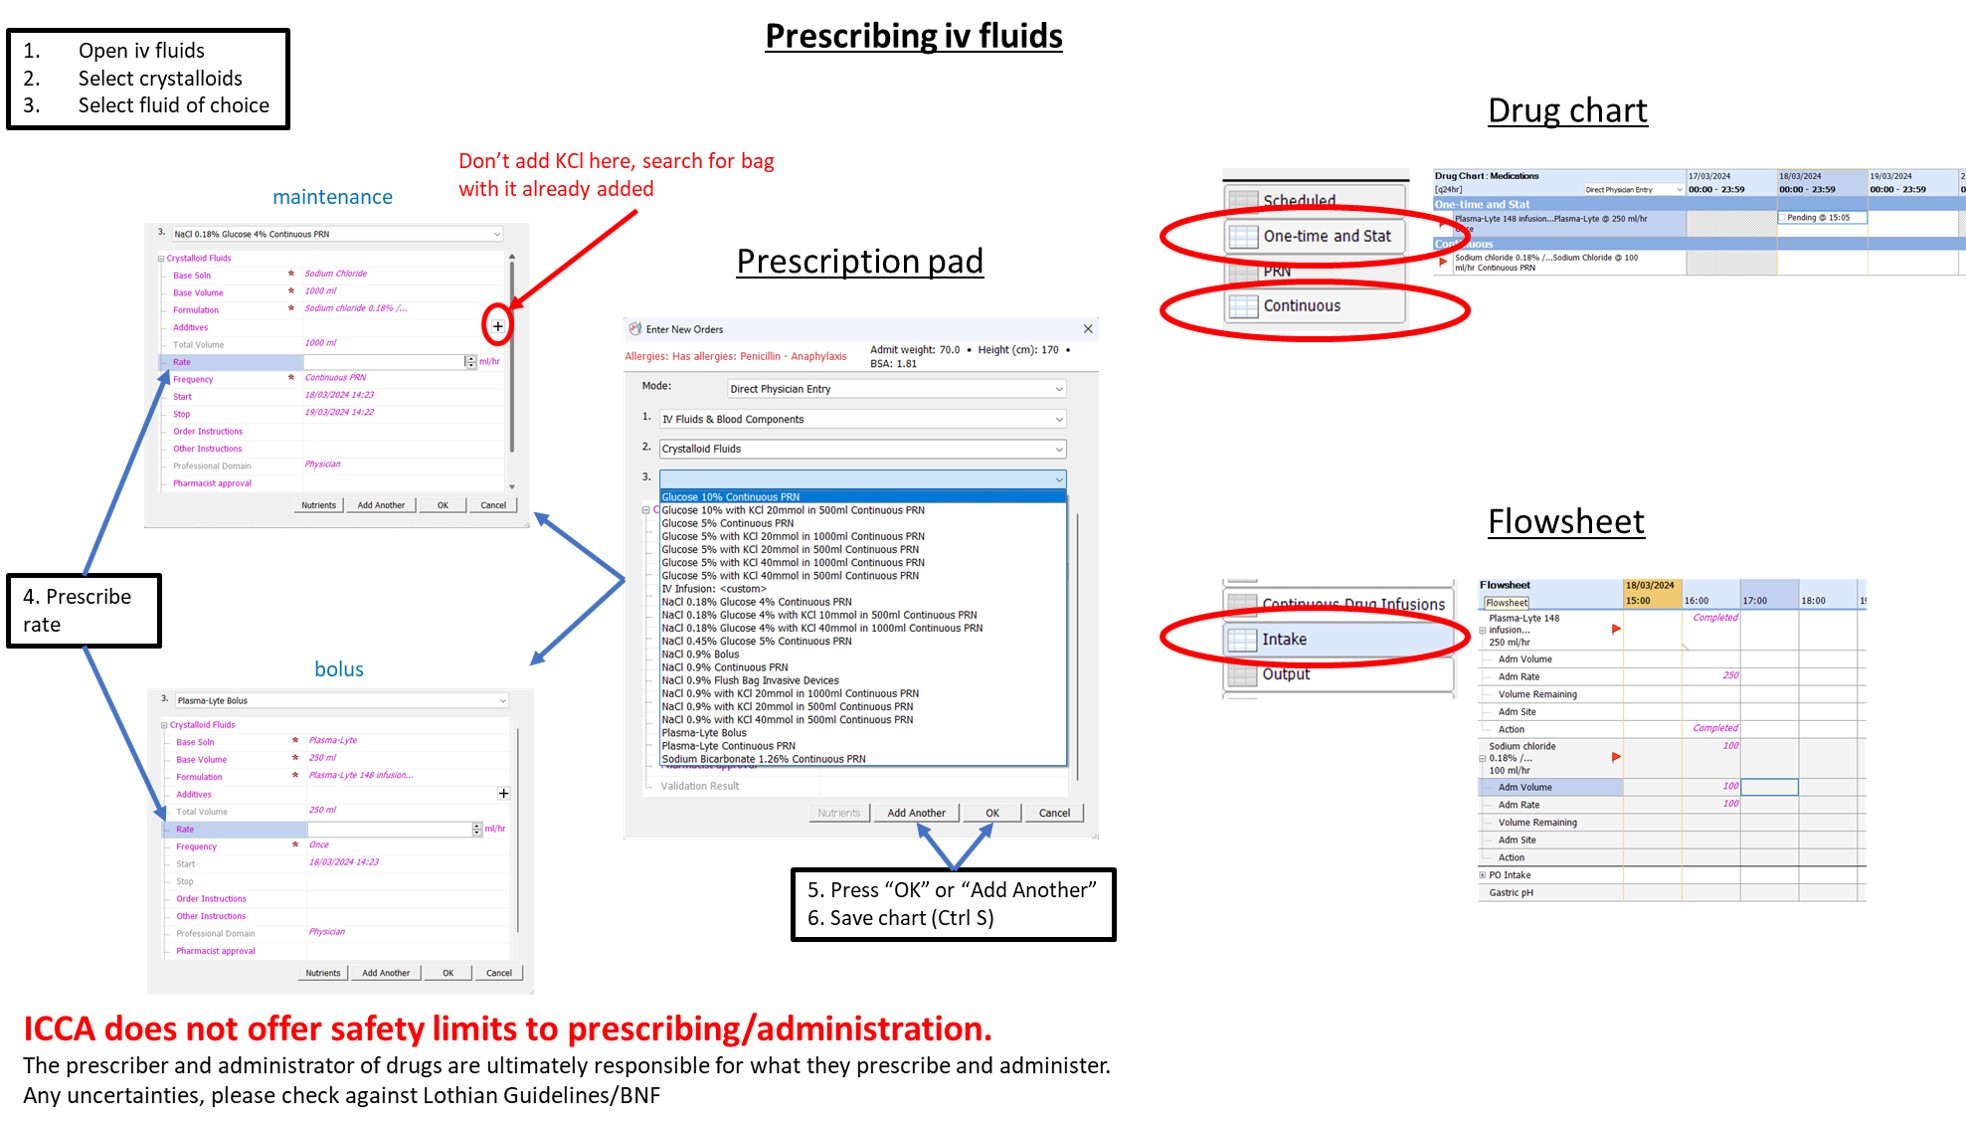 Prescribing iv fluids
1. Open iv fluids
2. Select crystalloids
3. Select fluid of choice
Don't add KCl here, search for bag
with it already added
maintenance
3. NaCl 0.18% Glucose 4% Continuous PRN
Crystalloid Fluids
Base Soln * Sodium Chloride
Base Volume * 1000 ml
Formulation * Sodium chloride 0.18% /...
Additives +
Total Volume 1000 ml
Rate ml/hr
Frequency * Continuous PRN
Start 18/03/2024 14:23
Stop 19/03/2024 14:22
Order Instructions
Other Instructions
Professional Domain Physician
Pharmacist approval
Nutrients Add Another OK Cancel
4. Prescribe
rate
bolus
3. Plasma-Lyte Bolus
Crystalloid Fluids
Base Soln * Plasma-Lyte
Base Volume * 250 ml
Formulation * Plasma-Lyte 148 infusion...
Additives +
Total Volume 250 ml
Rate ml/hr
Frequency * Once
Start 18/03/2024 14:23
Stop
Order Instructions
Other Instructions
Professional Domain Physician
Pharmacist approval
Nutrients Add Another OK Cancel
Prescription pad
Enter New Orders
Allergies: Has allergies: Penicillin - Anaphylaxis
Admit weight: 70.0 • Height (cm): 170 •
BSA: 1.81
Mode: Direct Physician Entry
1. IV Fluids & Blood Components
2. Crystalloid Fluids
3.
Glucose 10% Continuous PRN
Glucose 10% with KCl 20mmol in 500ml Continuous PRN
Glucose 5% Continuous PRN
Glucose 5% with KCl 20mmol in 1000ml Continuous PRN
Glucose 5% with KCl 20mmol in 500ml Continuous PRN
Glucose 5% with KCl 40mmol in 1000ml Continuous PRN
Glucose 5% with KCl 40mmol in 500ml Continuous PRN
IV Infusion: <custom>
NaCl 0.18% Glucose 4% Continuous PRN
NaCl 0.18% Glucose 4% with KCl 10mmol in 500ml Continuous PRN
NaCl 0.18% Glucose 4% with KCl 40mmol in 1000ml Continuous PRN
NaCl 0.45% Glucose 5% Continuous PRN
NaCl 0.9% Bolus
NaCl 0.9% Continuous PRN
NaCl 0.9% Flush Bag Invasive Devices
NaCl 0.9% with KCl 20mmol in 1000ml Continuous PRN
NaCl 0.9% with KCl 20mmol in 500ml Continuous PRN
NaCl 0.9% with KCl 40mmol in 500ml Continuous PRN
Plasma-Lyte Bolus
Plasma-Lyte Continuous PRN
Sodium Bicarbonate 1.26% Continuous PRN
Pharmacist approval
Validation Result
Nutrients Add Another OK Cancel
5. Press "OK" or "Add Another"
6. Save chart (Ctrl S)
Drug chart
Scheduled
One-time and Stat
PRN
Continuous
Drug Chart: Medications 17/03/2024 18/03/2024 19/03/2024 2
[q24hr] Direct Physician Entry 00:00 - 23:59 00:00 - 23:59 00:00 - 23:59 0
One-time and Stat
Plasma-Lyte 148 infusion...Plasma-Lyte @ 250 ml/hr Pending @ 15:05
Once
Continuous
Sodium chloride 0.18% /...Sodium Chloride @ 100
ml/hr Continuous PRN
Flowsheet
Continuous Drug Infusions
Intake
Output
Flowsheet 18/03/2024
Flowsheet 15:00 16:00 17:00 18:00
Plasma-Lyte 148 Completed
infusion...
250 ml/hr
Adm Volume
Adm Rate 250
Volume Remaining
Adm Site
Action Completed
Sodium chloride 100
0.18% /...
100 ml/hr
Adm Volume 100
Adm Rate 100
Volume Remaining
Adm Site
Action
PO Intake
Gastric pH
ICCA does not offer safety limits to prescribing/administration.
The prescriber and administrator of drugs are ultimately responsible for what they prescribe and administer.
Any uncertainties, please check against Lothian Guidelines/BNF